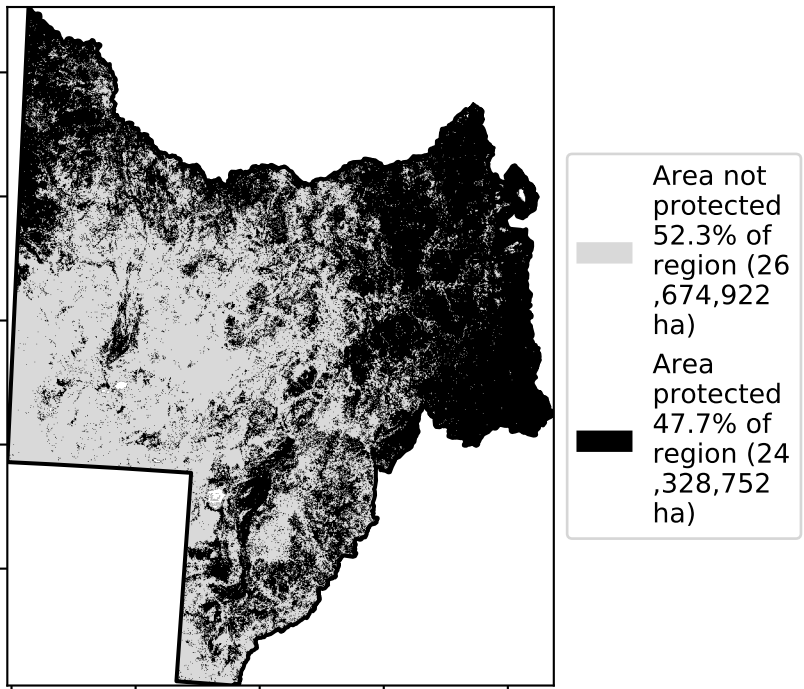 Area not
protected
52.3% of
region (26
,674,922
ha)
Area
protected
47.7% of
region (24
,328,752
ha)